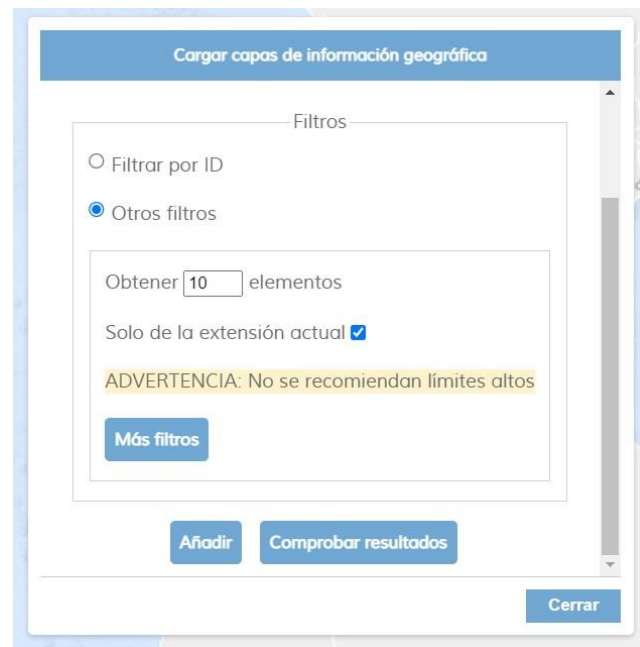 Cargar capas de información geográfica
Filtros
Filtrar por ID
Otros filtros
Obtener 10 elementos
Solo de la extensión actual
ADVERTENCIA: No se recomiendan límites altos
Más filtros
Añadir Comprobar resultados
Cerrar